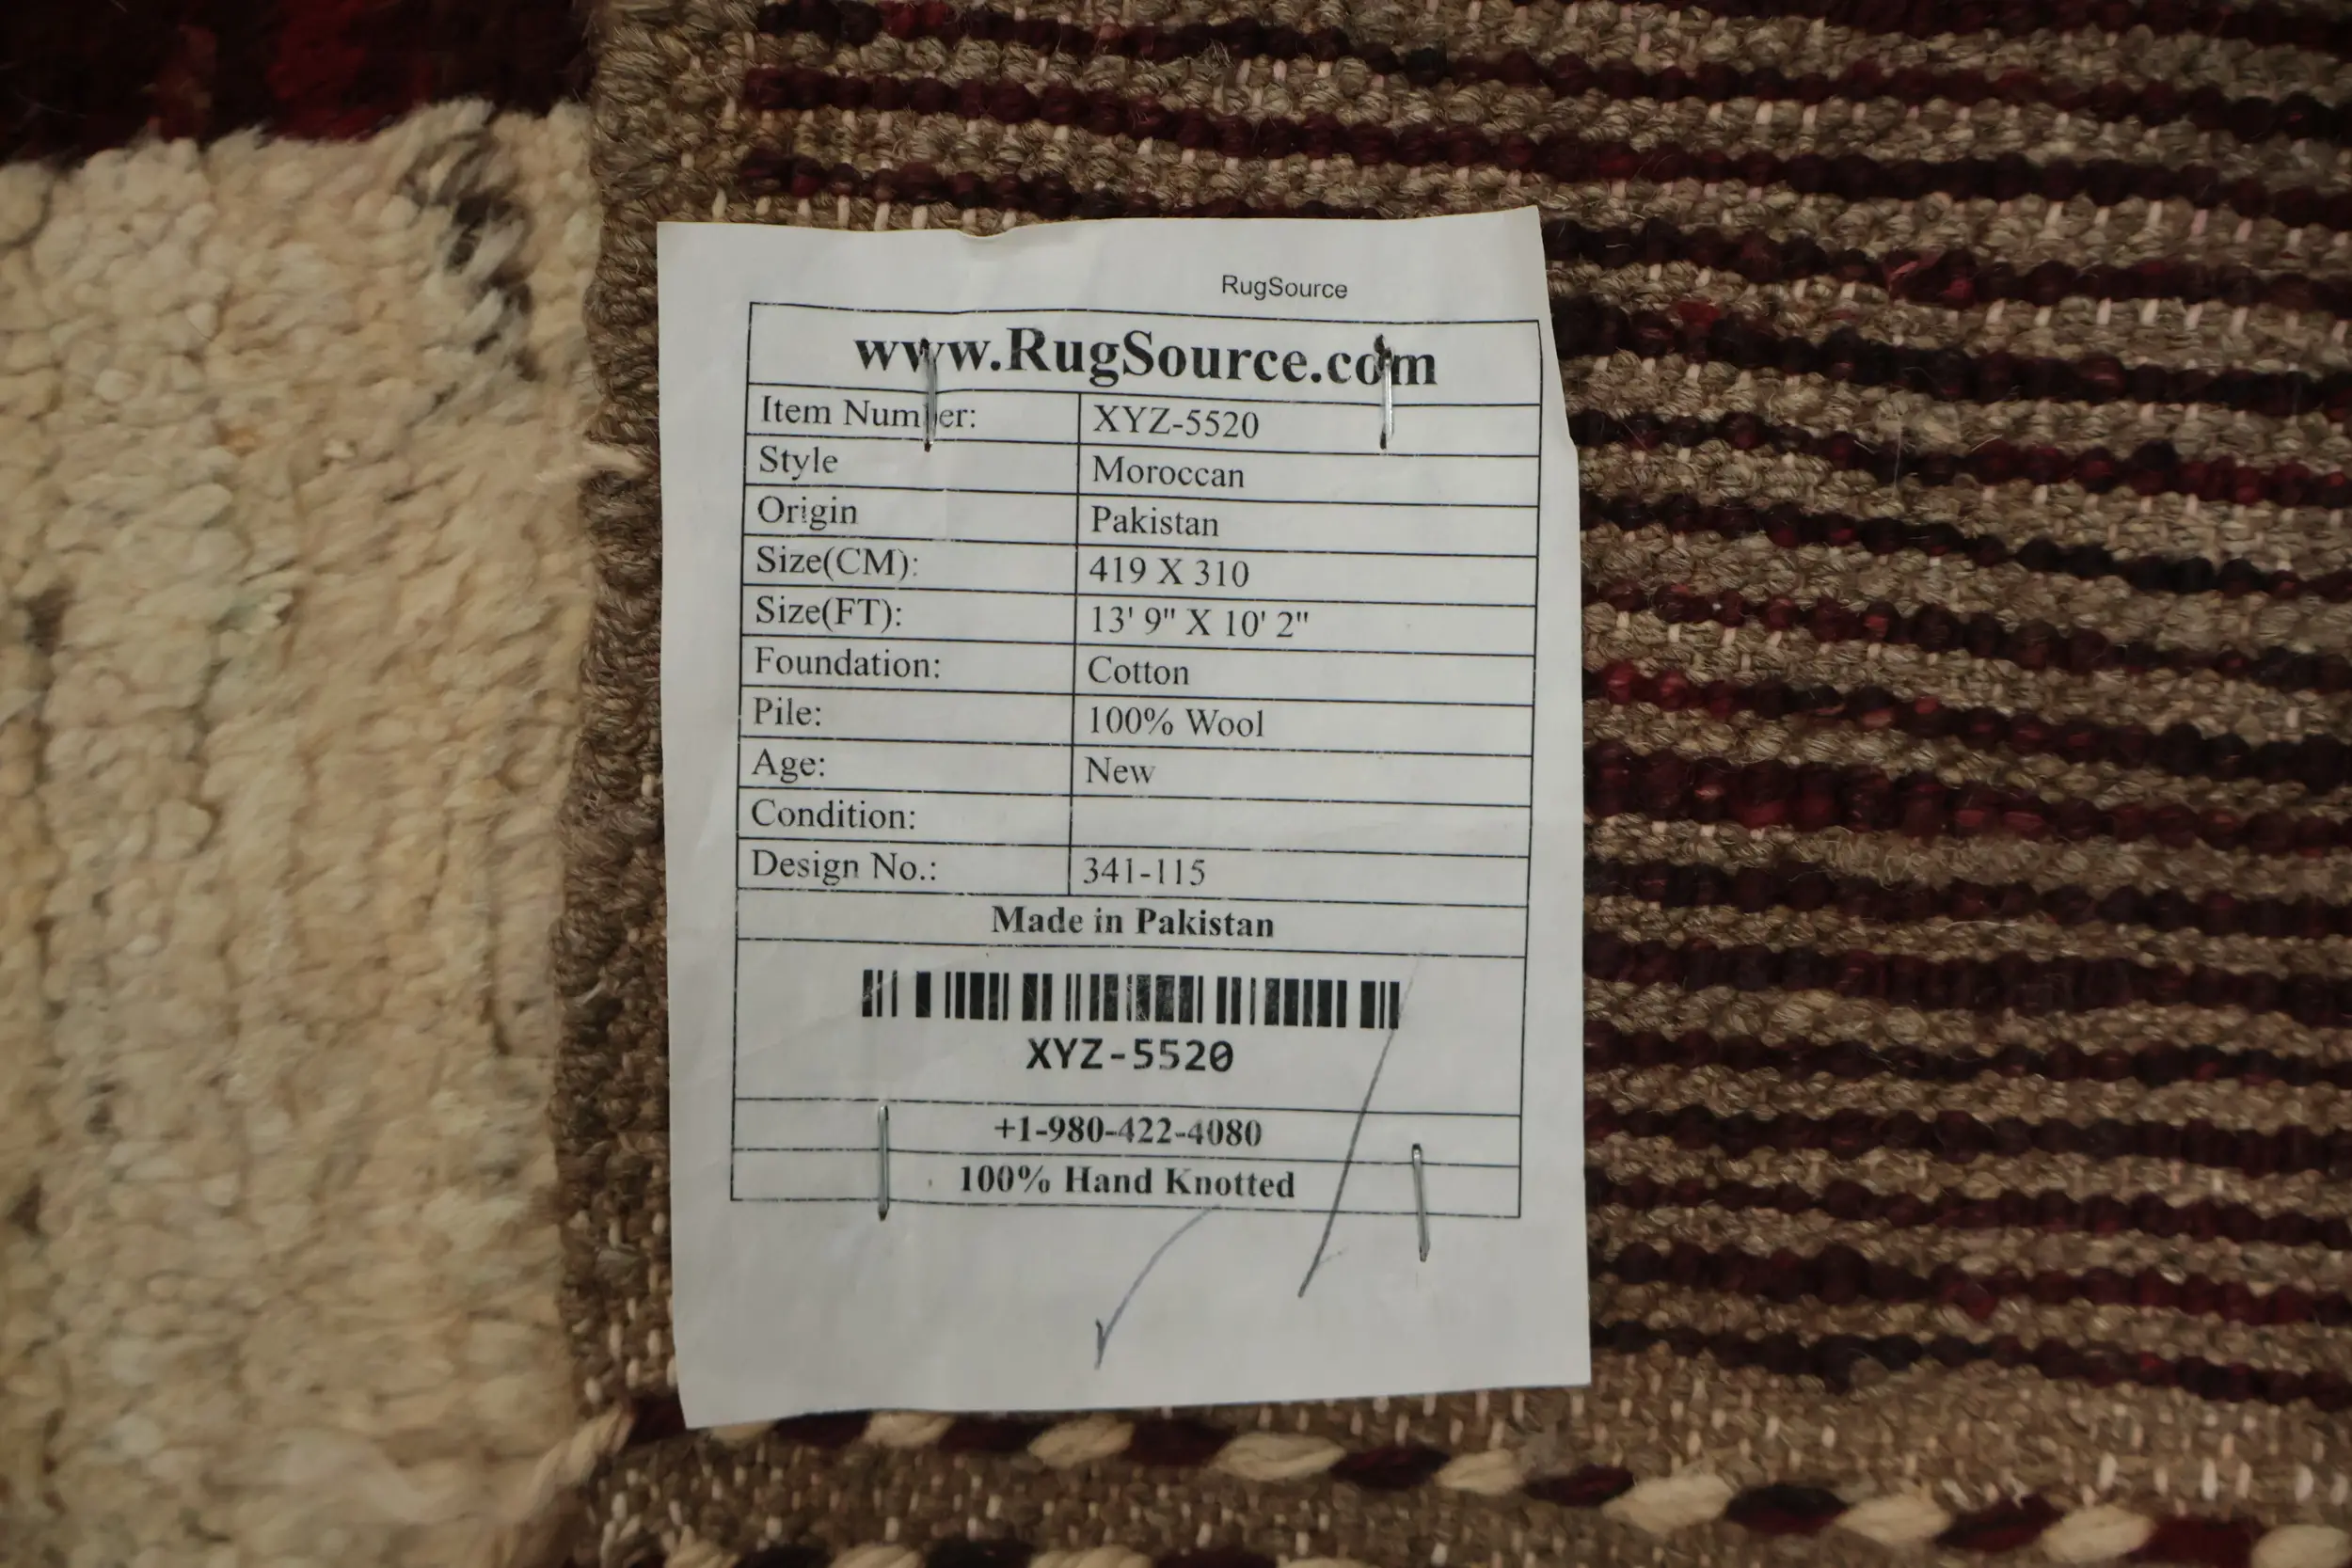 RugSource
www.RugSource.com
Item Number: XYZ-5520
Style Moroccan
Origin Pakistan
Size(CM): 419 X 310
Size(FT): 13' 9" X 10' 2"
Foundation: Cotton
Pile: 100% Wool
Age: New
Condition:
Design No.: 341-115
Made in Pakistan
XYZ-5520
+1-980-422-4080
100% Hand Knotted